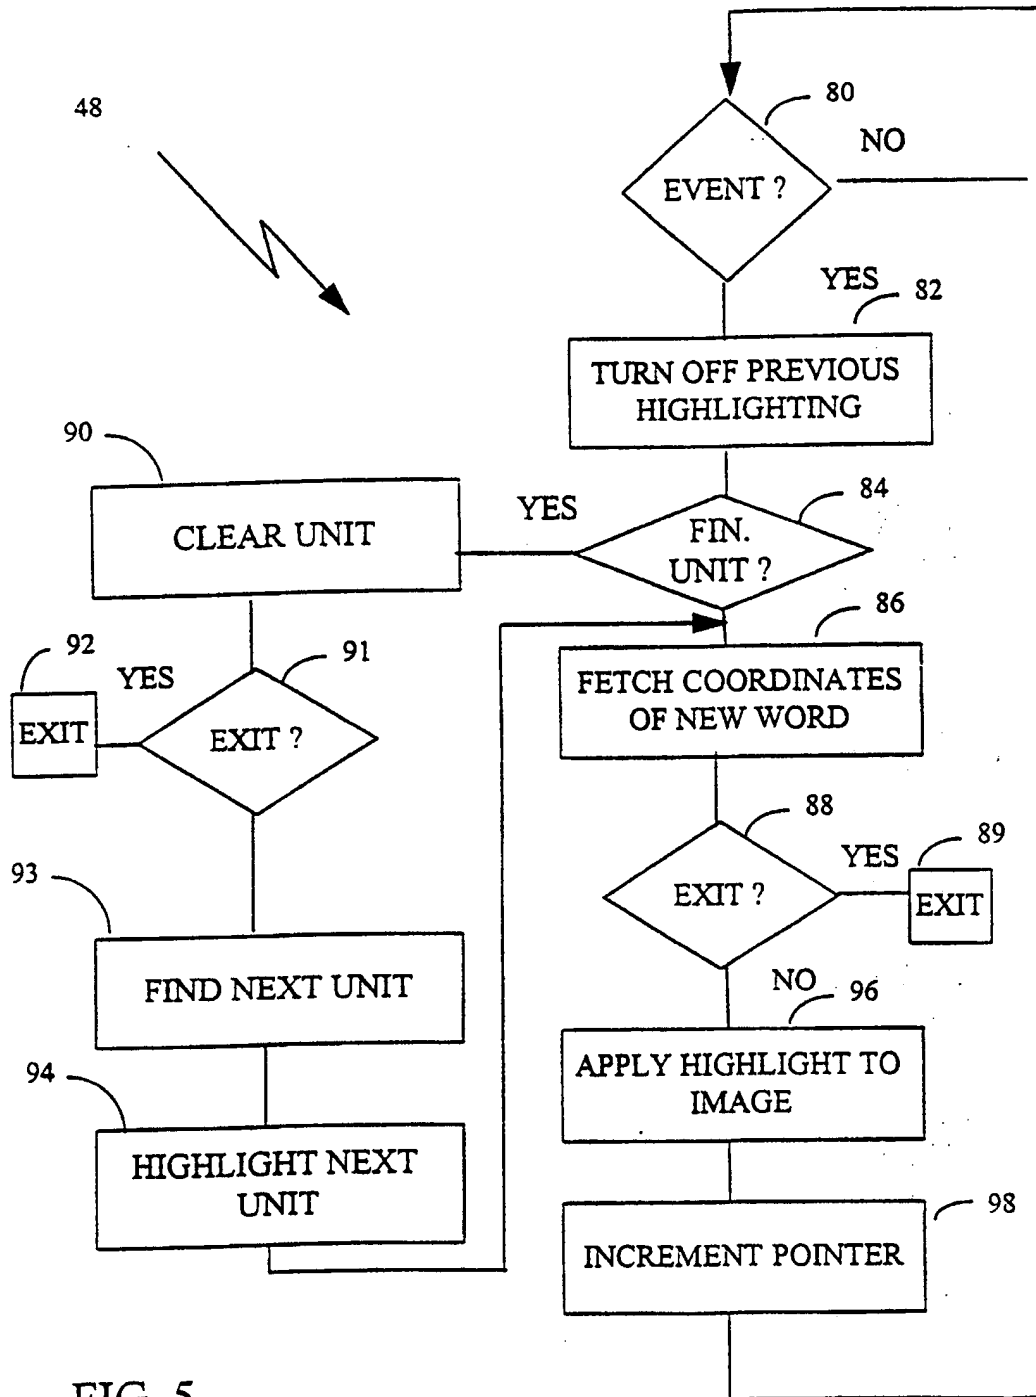 48
80
EVENT ?
NO
YES
82
TURN OFF PREVIOUS
HIGHLIGHTING
90
CLEAR UNIT
YES
84
FIN.
UNIT ?
86
FETCH COORDINATES
OF NEW WORD
92
YES
91
EXIT
EXIT ?
88
EXIT ?
YES
89
EXIT
93
FIND NEXT UNIT
NO
96
APPLY HIGHLIGHT TO
IMAGE
94
HIGHLIGHT NEXT
UNIT
98
INCREMENT POINTER
FIG. 5